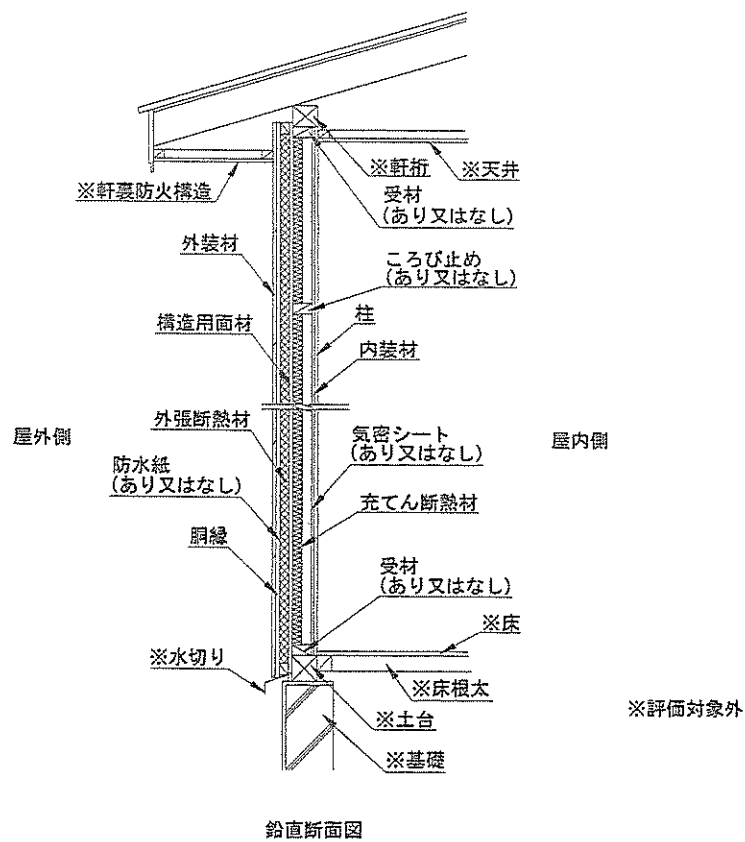 ※軒桁
※天井
※軒裏防火構造
受材
(あり又はなし)
外装材
ころび止め
(あり又はなし)
構造用面材
柱
内装材
屋外側
外張断熱材
気密シート
(あり又はなし)
屋内側
防水紙
(あり又はなし)
充てん断熱材
胴縁
受材
(あり又はなし)
※床
※水切り
※床根太
※土台
※評価対象外
※基礎
鉛直断面図